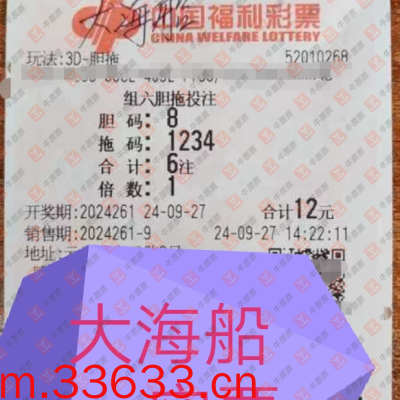 大海船
中国福利彩票
CHINA WELFARE LOTTERY
玩法:3D-胆拖 52010268
组六胆拖投注
胆 码: 8
拖 码: 1234
合 计: 6注
倍 数: 1
开奖期:2024261 24-09-27 合计12元
销售期:2024261-9 24-09-27 14:22:11
地址:
大海船
m.33633.cn